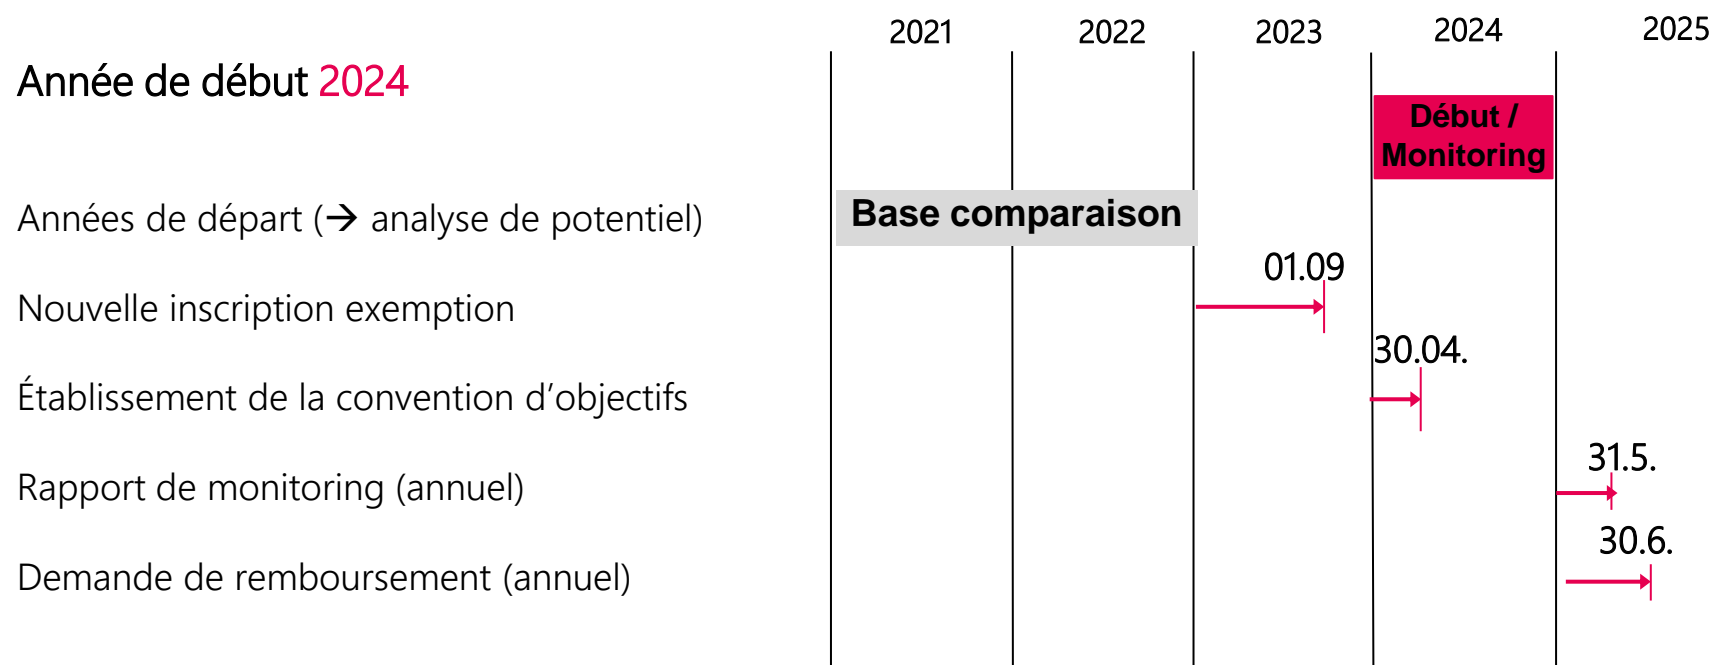 2021 2022 2023 2024 2025
Année de début 2024
Début /
Monitoring
Années de départ (→ analyse de potentiel)
Base comparaison
01.09
Nouvelle inscription exemption
30.04.
Établissement de la convention d’objectifs
31.5.
Rapport de monitoring (annuel)
30.6.
Demande de remboursement (annuel)